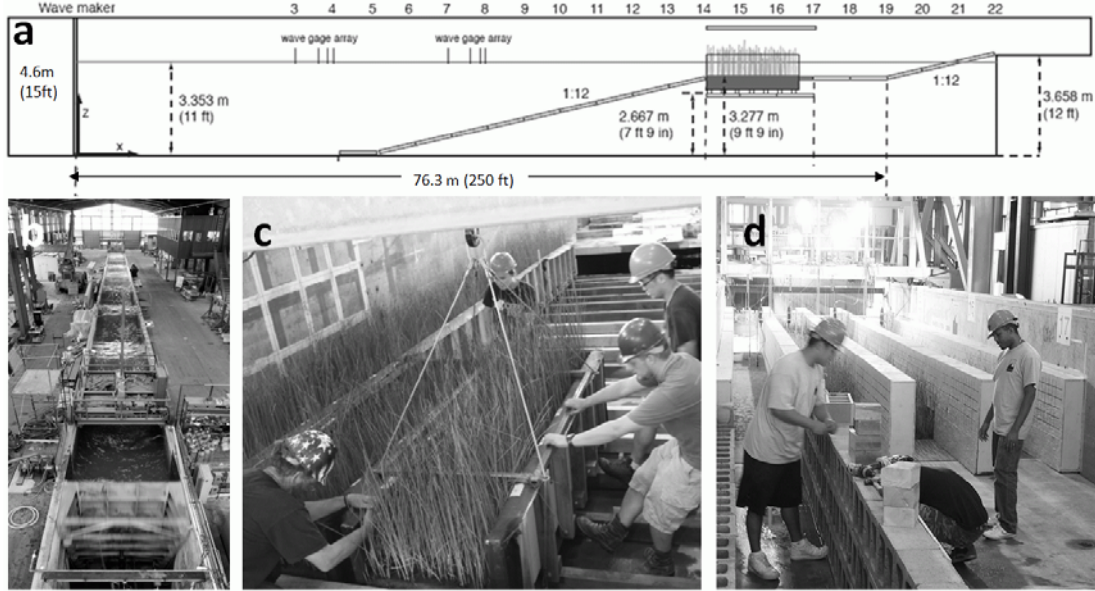 Wave maker
3 4 5 6 7 8 9 10 11 12 13 14 15 16 17 18 19 20 21 22
a
wave gage array
wave gage array
4.6m
(15ft)
3.353 m
(11 ft)
z
x
1:12
2.667 m
(7 ft 9 in)
3.277 m
(9 ft 9 in)
1:12
3.658 m
(12 ft)
76.3 m (250 ft)
b
c
d
17